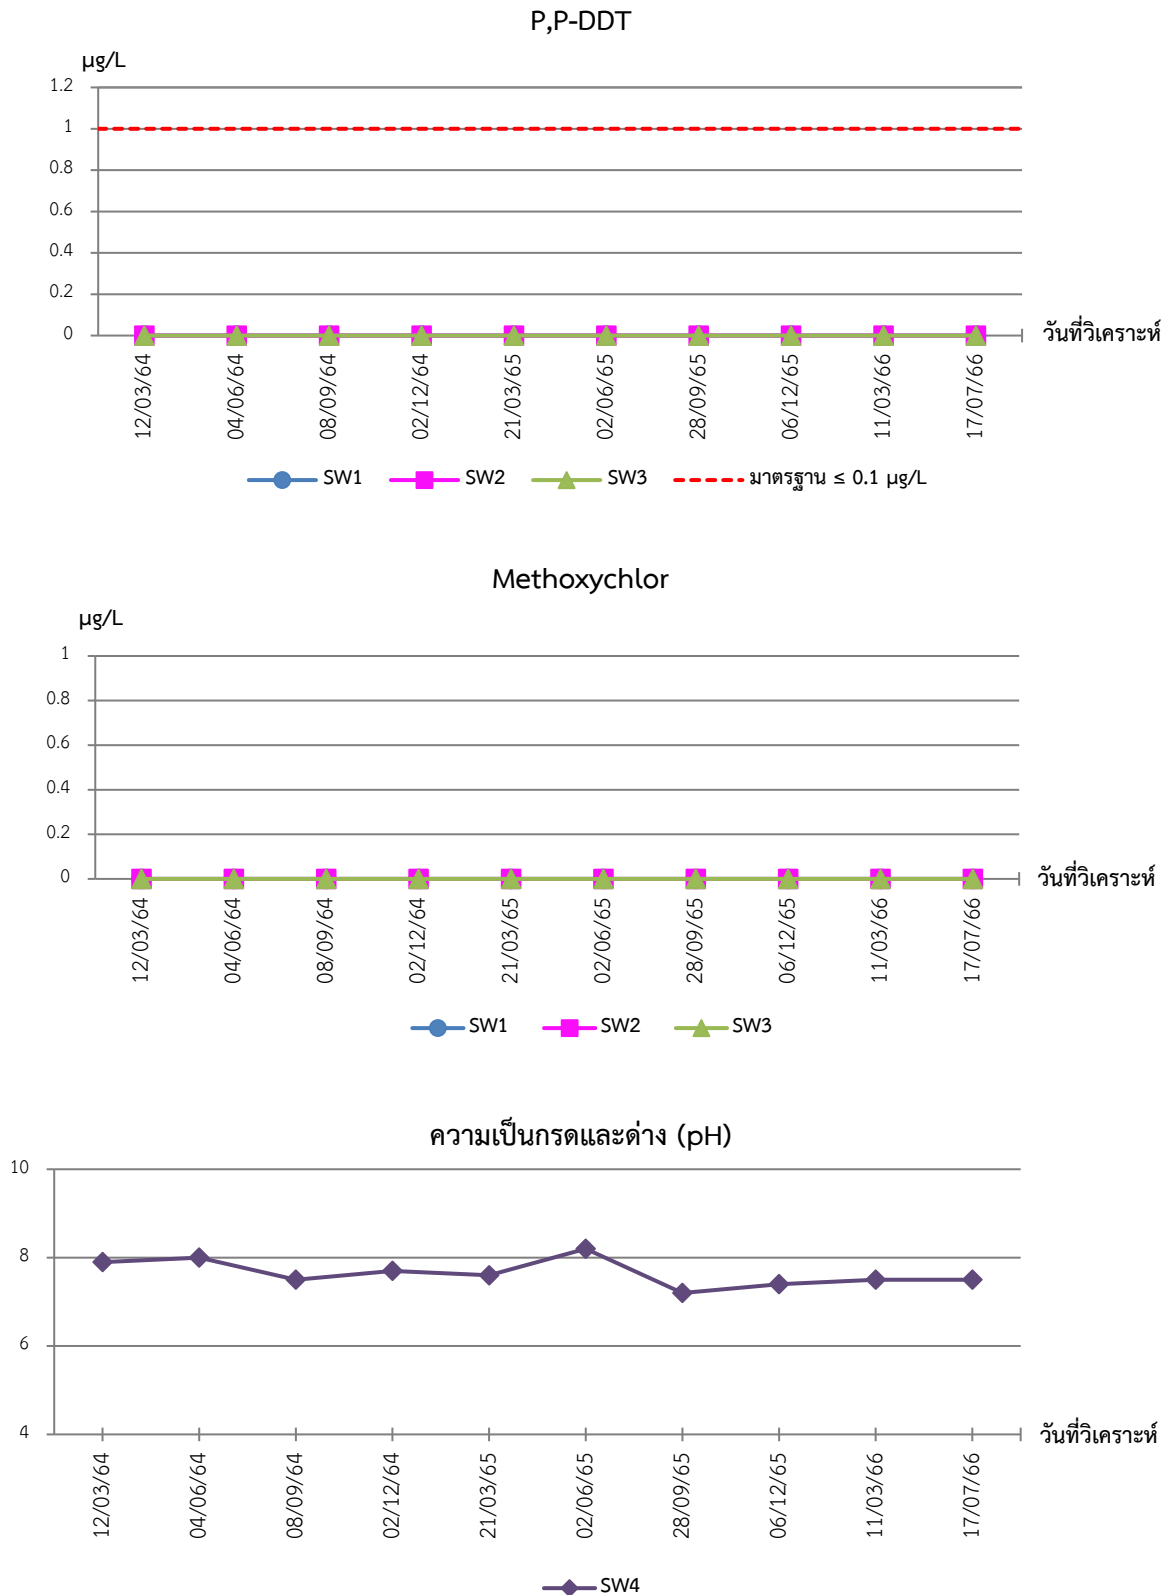 P,P-DDT
µg/L
1.2
1
0.8
0.6
0.4
0.2
0
วันที่วิเคราะห์
12/03/64 04/06/64 08/09/64 02/12/64 21/03/65 02/06/65 28/09/65 06/12/65 11/03/66 17/07/66
SW1 SW2 SW3 มาตรฐาน ≤ 0.1 µg/L
Methoxychlor
µg/L
1
0.8
0.6
0.4
0.2
0
วันที่วิเคราะห์
12/03/64 04/06/64 08/09/64 02/12/64 21/03/65 02/06/65 28/09/65 06/12/65 11/03/66 17/07/66
SW1 SW2 SW3
ความเป็นกรดและด่าง (pH)
10
8
6
4
วันที่วิเคราะห์
12/03/64 04/06/64 08/09/64 02/12/64 21/03/65 02/06/65 28/09/65 06/12/65 11/03/66 17/07/66
SW4